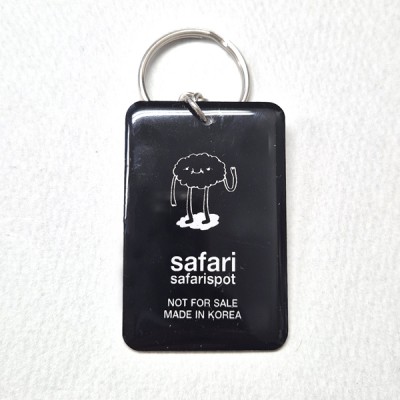 safari
safarispot
NOT FOR SALE
MADE IN KOREA